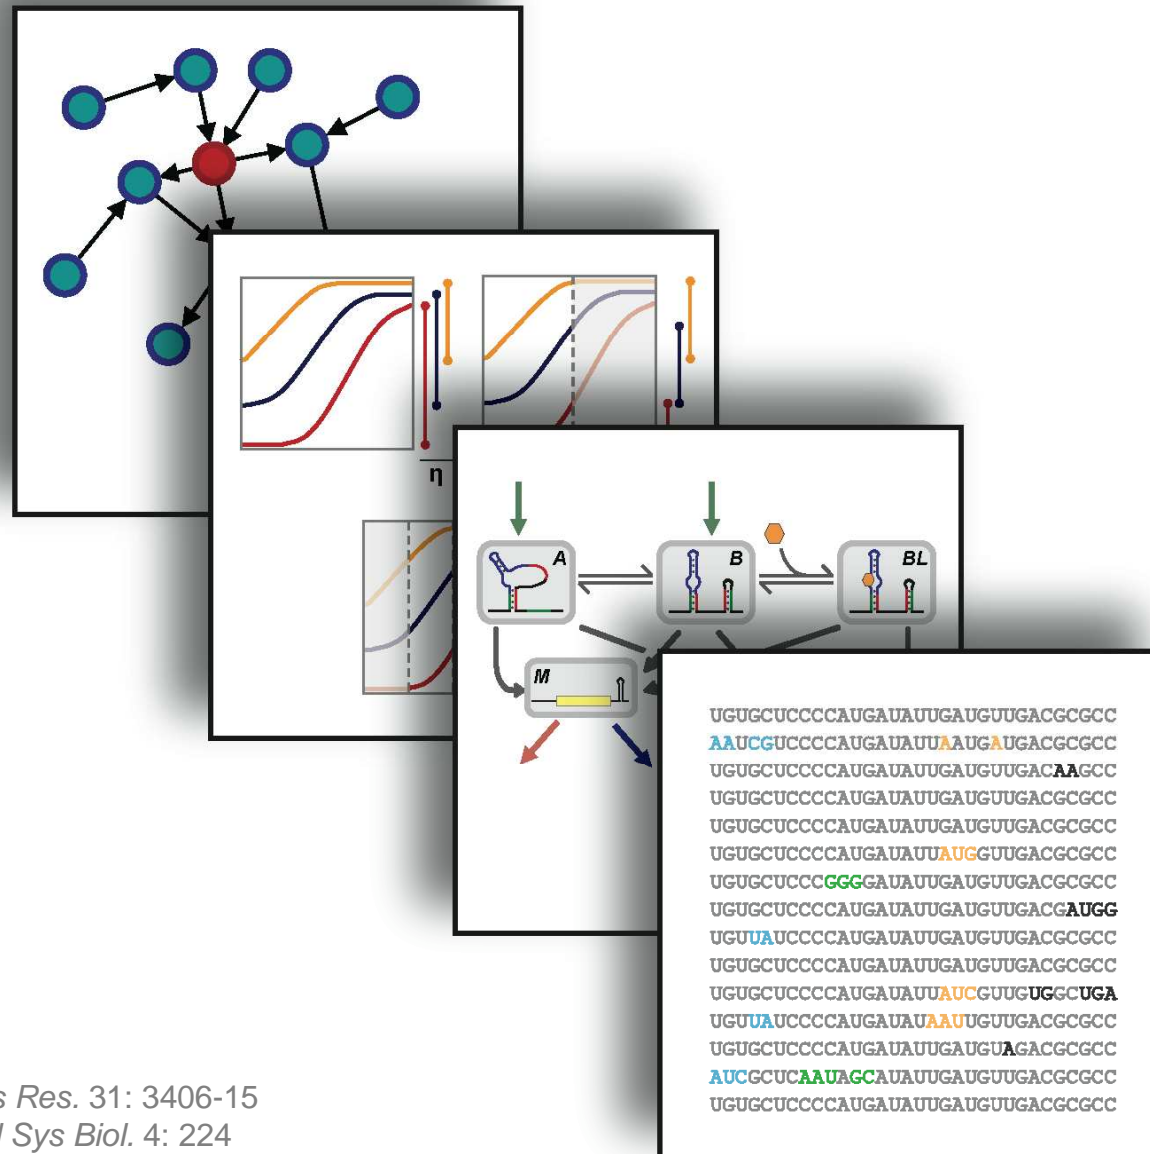 η
A
B
BL
M
UGUGCUCCCCAUGAUAUUGAUGUUGACGCGCC
AAUCGUCCCCAUGAUAUUAAUGAUGACGCGCC
UGUGCUCCCCAUGAUAUUGAUGUUGACAAGCC
UGUGCUCCCCAUGAUAUUGAUGUUGACGCGCC
UGUGCUCCCCAUGAUAUUGAUGUUGACGCGCC
UGUGCUCCCCAUGAUAUUAUGGUUGACGCGCC
UGUGCUCCCGGGGAUAUUGAUGUUGACGCGCC
UGUGCUCCCCAUGAUAUUGAUGUUGACGAUGG
UGUUAUCCCCAUGAUAUUGAUGUUGACGCGCC
UGUGCUCCCCAUGAUAUUGAUGUUGACGCGCC
UGUGCUCCCCAUGAUAUUAUCGUUGUGGCUGA
UGUUAUCCCCAUGAUAUAAUUGUUGACGCGCC
UGUGCUCCCCAUGAUAUUGAUGUAGACGCGCC
AUCGCUCAAUAGCAUAUUGAUGUUGACGCGCC
UGUGCUCCCCAUGAUAUUGAUGUUGACGCGCC
s Res. 31: 3406-15
Sys Biol. 4: 224